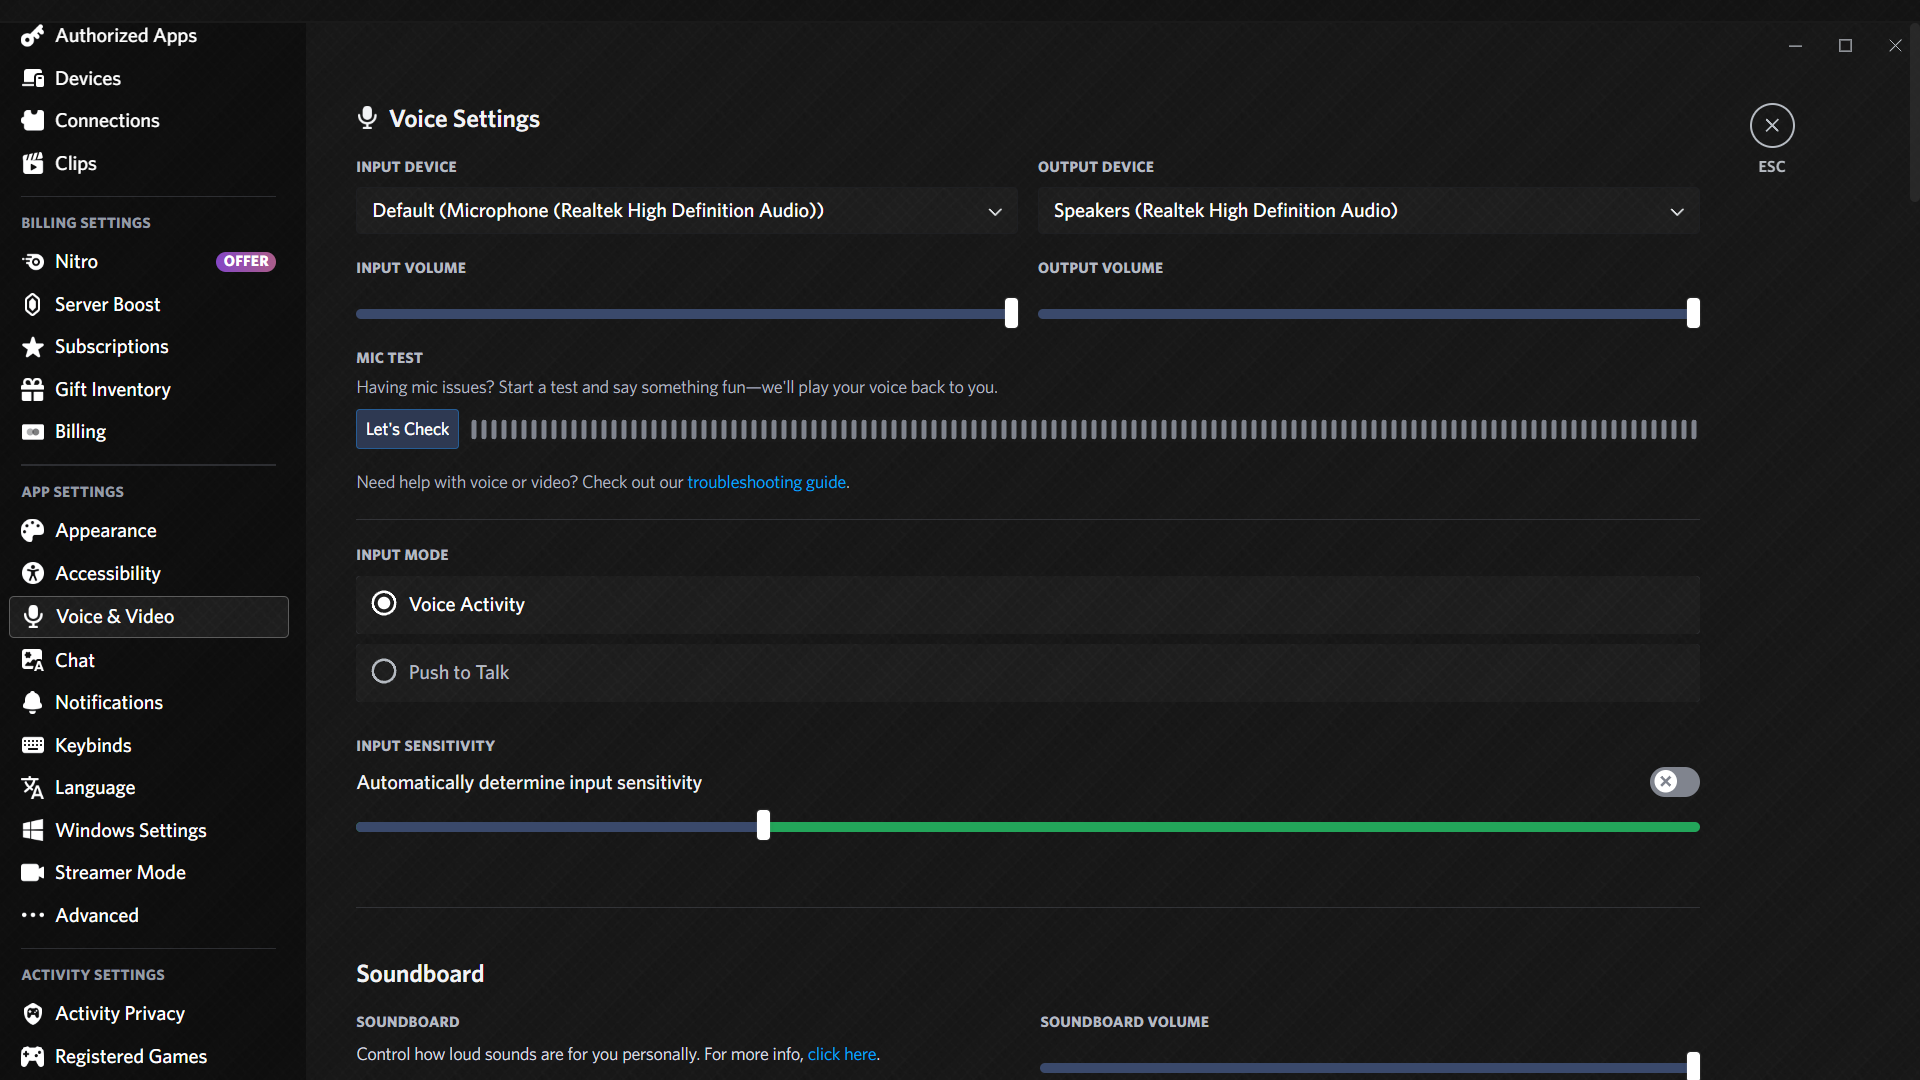 Authorized Apps
Devices
Connections
Clips
BILLING SETTINGS
Nitro OFFER
Server Boost
Subscriptions
Gift Inventory
Billing
APP SETTINGS
Appearance
Accessibility
Voice & Video
Chat
Notifications
Keybinds
Language
Windows Settings
Streamer Mode
Advanced
ACTIVITY SETTINGS
Activity Privacy
Registered Games
Voice Settings
ESC
INPUT DEVICE
Default (Microphone (Realtek High Definition Audio))
OUTPUT DEVICE
Speakers (Realtek High Definition Audio)
INPUT VOLUME
OUTPUT VOLUME
MIC TEST
Having mic issues? Start a test and say something fun—we'll play your voice back to you.
Let's Check
Need help with voice or video? Check out our troubleshooting guide.
INPUT MODE
Voice Activity
Push to Talk
INPUT SENSITIVITY
Automatically determine input sensitivity
Soundboard
SOUNDBOARD
Control how loud sounds are for you personally. For more info, click here.
SOUNDBOARD VOLUME